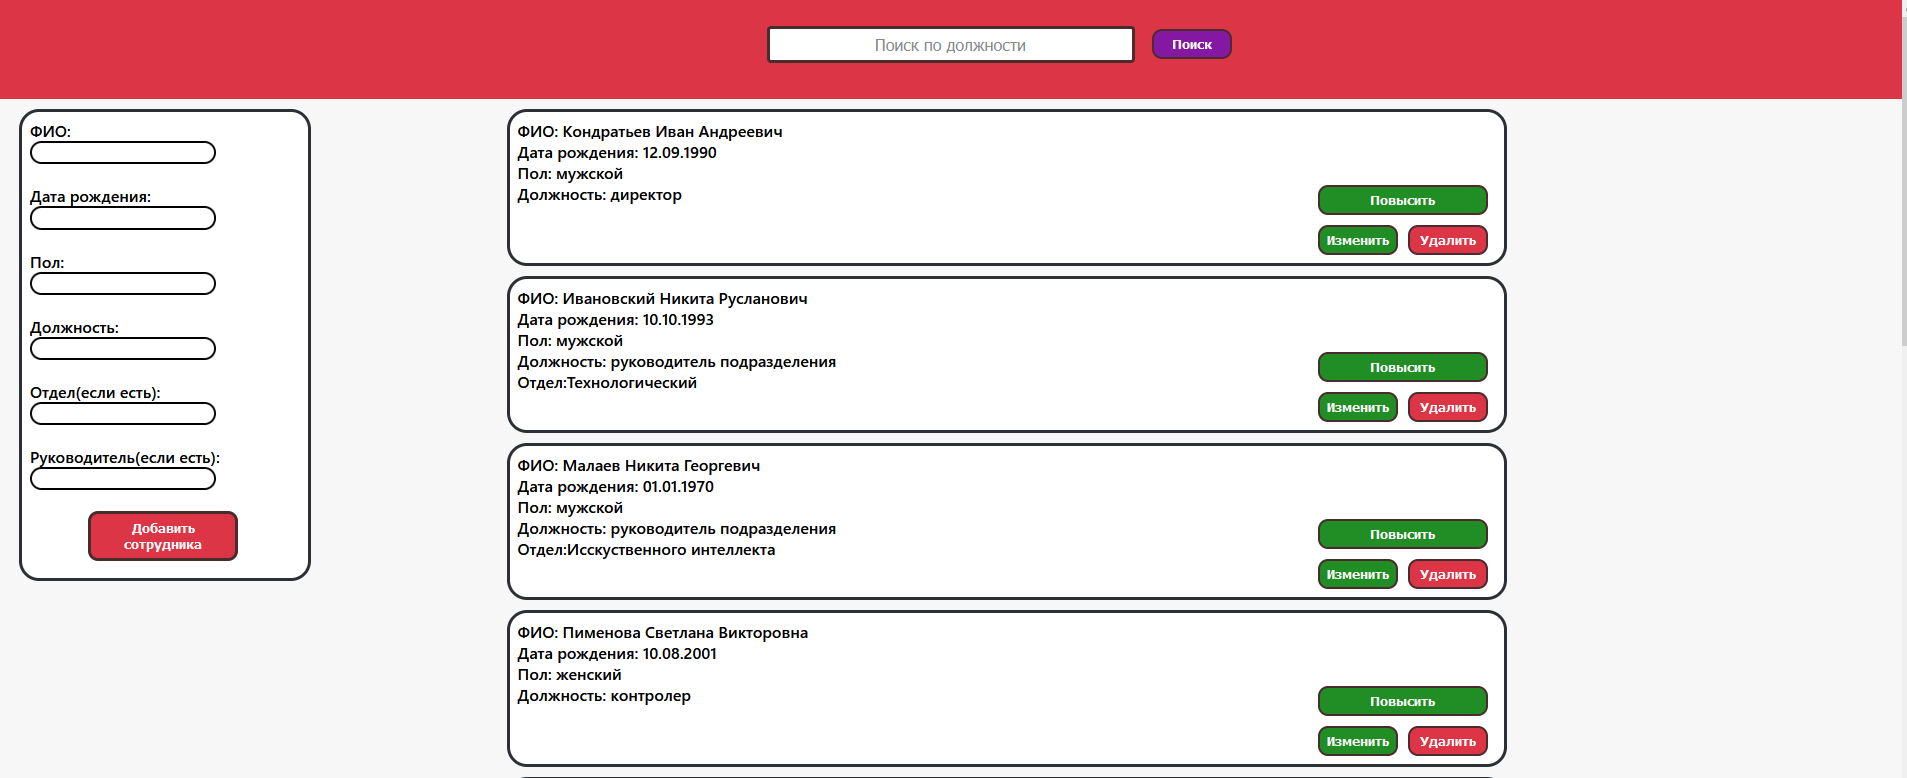 Поиск по должности
Поиск
ФИО:
Дата рождения:
Пол:
Должность:
Отдел(если есть):
Руководитель(если есть):
Добавить
сотрудника
ФИО: Кондратьев Иван Андреевич
Дата рождения: 12.09.1990
Пол: мужской
Должность: директор
Повысить
Изменить
Удалить
ФИО: Ивановский Никита Русланович
Дата рождения: 10.10.1993
Пол: мужской
Должность: руководитель подразделения
Отдел:Технологический
Повысить
Изменить
Удалить
ФИО: Малаев Никита Георгевич
Дата рождения: 01.01.1970
Пол: мужской
Должность: руководитель подразделения
Отдел:Исскуственного интеллекта
Повысить
Изменить
Удалить
ФИО: Пименова Светлана Викторовна
Дата рождения: 10.08.2001
Пол: женский
Должность: контролер
Повысить
Изменить
Удалить